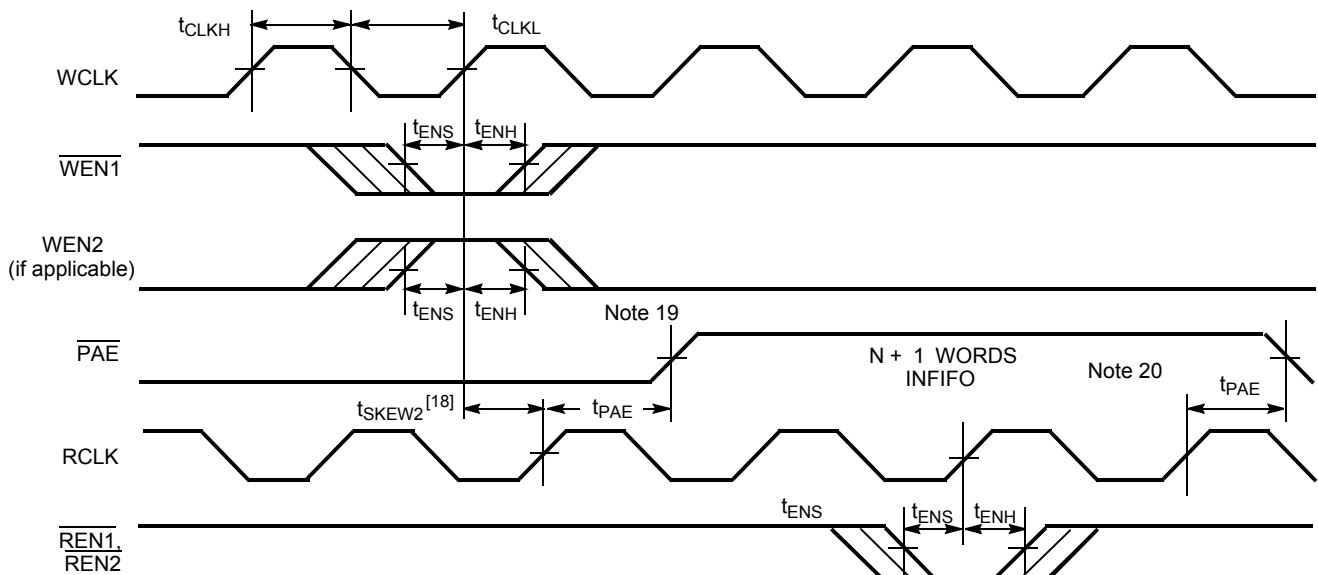 tCLKH
tCLKL
WCLK
tENS
tENH
WEN1
WEN2
(if applicable)
tENS
tENH
Note 19
PAE
N + 1 WORDS
INFIFO
Note 20
tSKEW2 [18]
tPAE
tPAE
RCLK
tENS
tENS
tENH
REN1,
REN2